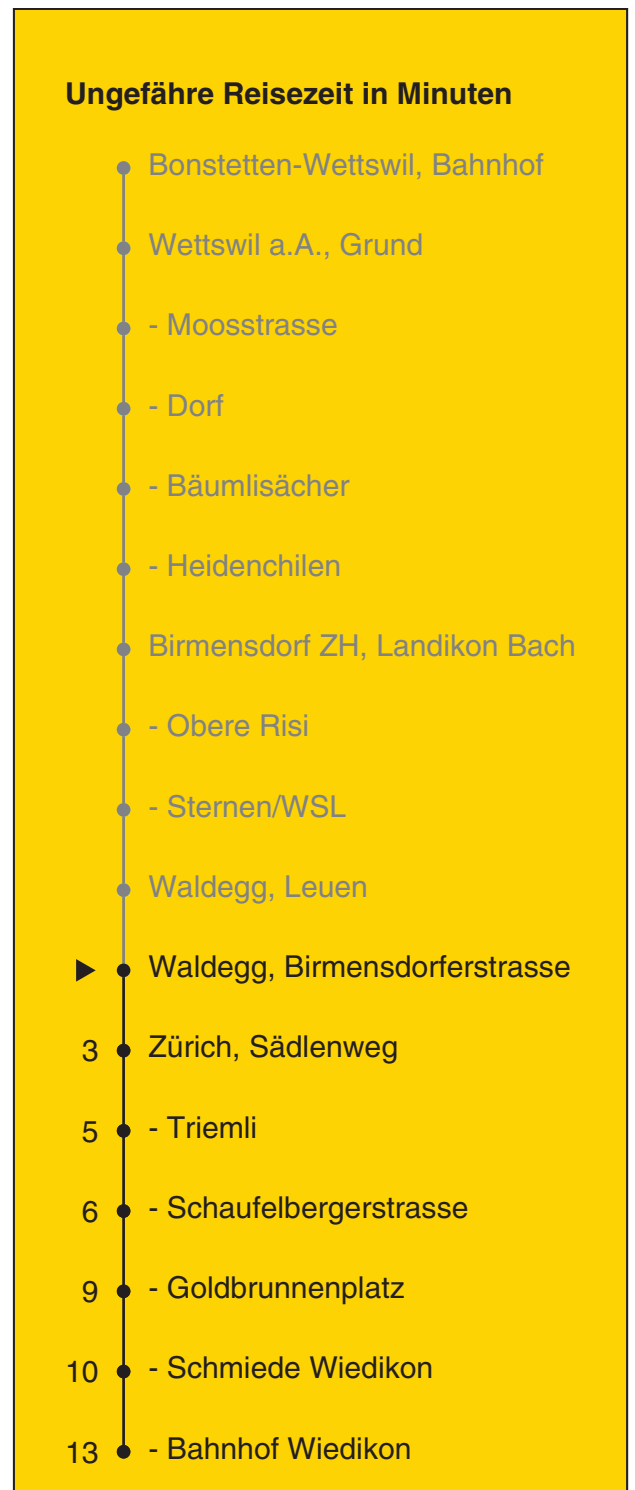 Ungefähre Reisezeit in Minuten
Bonstetten-Wettswil, Bahnhof
Wettswil a.A., Grund
- Moosstrasse
- Dorf
- Bäumlisächer
- Heidenchilen
Birmensdorf ZH, Landikon Bach
- Obere Risi
- Sternen/WSL
Waldegg, Leuen
Waldegg, Birmensdorferstrasse
3 Zürich, Sädlenweg
5 - Triemli
6 - Schaufelbergerstrasse
9 - Goldbrunnenplatz
10 - Schmiede Wiedikon
13 - Bahnhof Wiedikon